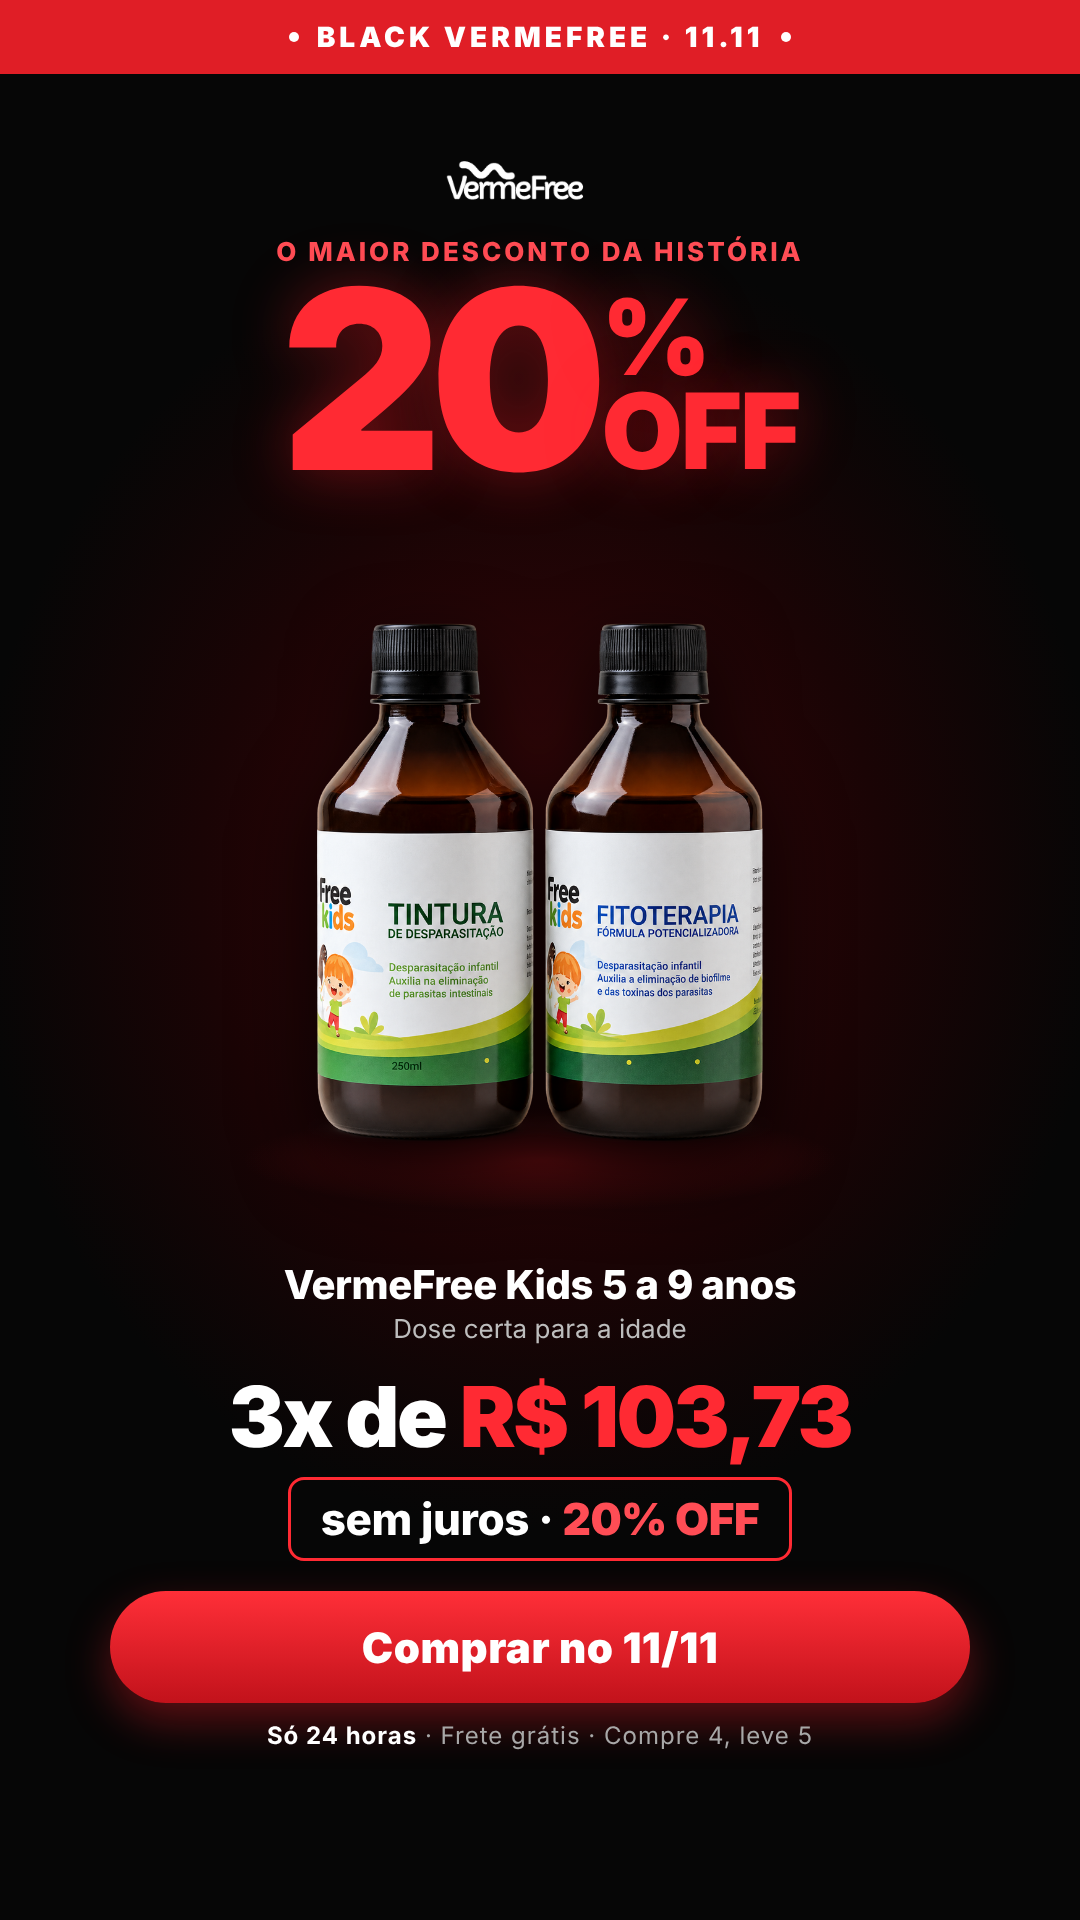 • BLACK VERMEFREE · 11.11 •
VermeFree
O MAIOR DESCONTO DA HISTÓRIA
20% OFF
Free kids
TINTURA
DE DESPARASITAÇÃO
Desparasitação infantil
Auxilia na eliminação
de parasitas intestinais
250ml
Free kids
FITOTERAPIA
FÓRMULA POTENCIALIZADORA
Desparasitação infantil
Auxilia a eliminação de biofilme
e das toxinas dos parasitas
VermeFree Kids 5 a 9 anos
Dose certa para a idade
3x de R$ 103,73
sem juros · 20% OFF
Comprar no 11/11
Só 24 horas · Frete grátis · Compre 4, leve 5